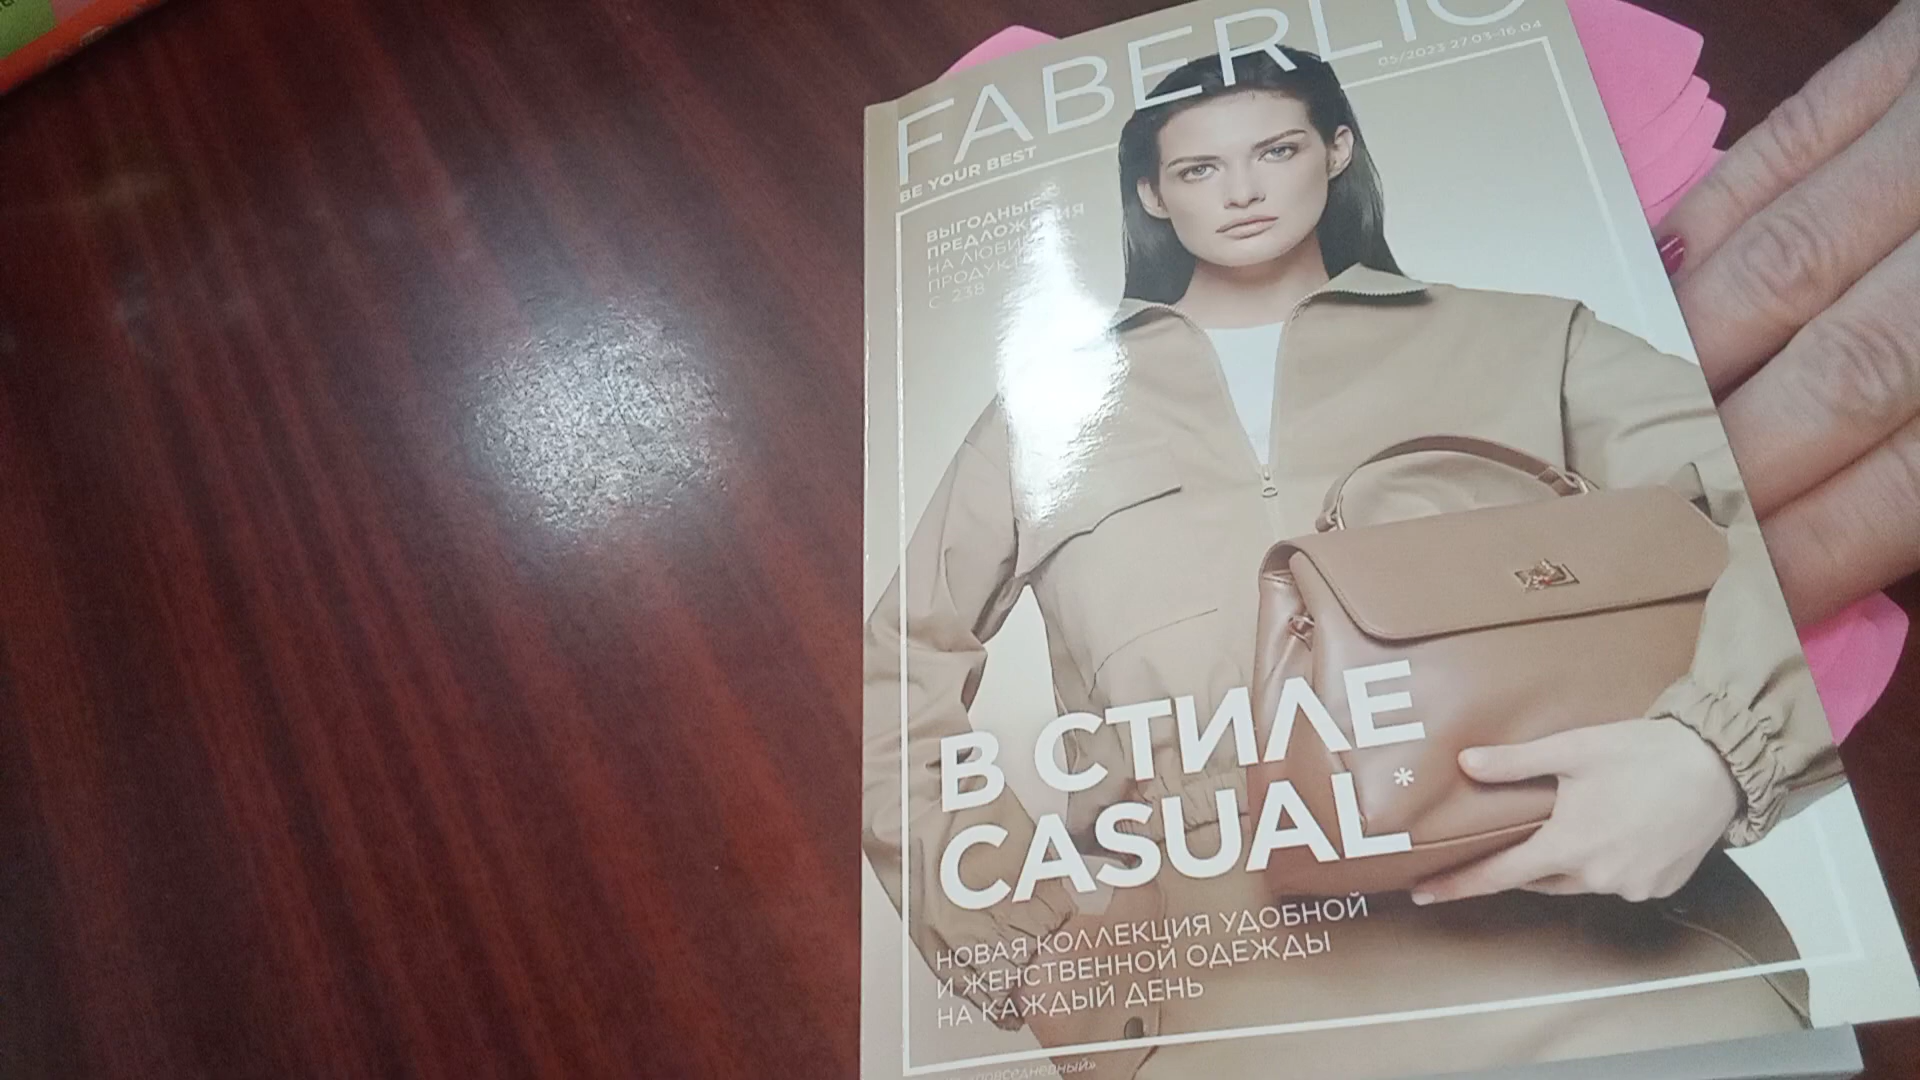 FABERLIC
05/2023 27.03–16.04
BE YOUR BEST
ВЫГОДНЫЕ
ПРЕДЛОЖЕНИЯ
НА
С. 238
В СТИЛЕ
CASUAL*
НОВАЯ КОЛЛЕКЦИЯ УДОБНОЙ
И ЖЕНСТВЕННОЙ ОДЕЖДЫ
НА КАЖДЫЙ ДЕНЬ
«повседневный»